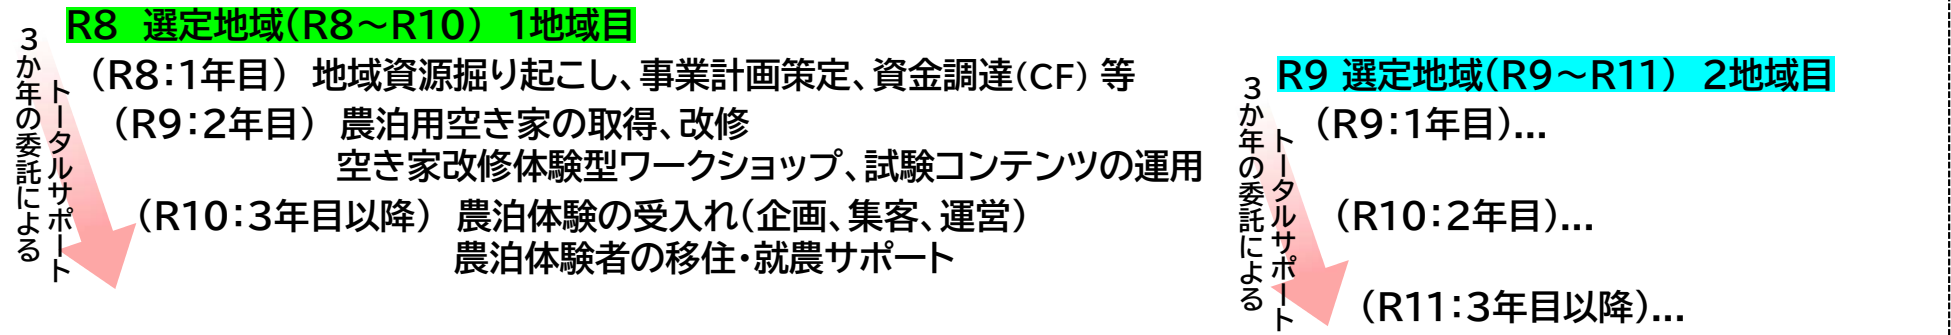 R8　選定地域(R8～R10)　1地域目
3か年の委託による
トータルサポート
(R8：1年目)　地域資源掘り起こし、事業計画策定、資金調達(CF) 等
(R9：2年目)　農泊用空き家の取得、改修
空き家改修体験型ワークショップ、試験コンテンツの運用
(R10：3年目以降)　農泊体験の受入れ(企画、集客、運営)
農泊体験者の移住・就農サポート
R9 選定地域(R9～R11)　2地域目
3か年の委託による
トータルサポート
(R9：1年目)...
(R10：2年目)...
(R11：3年目以降)...